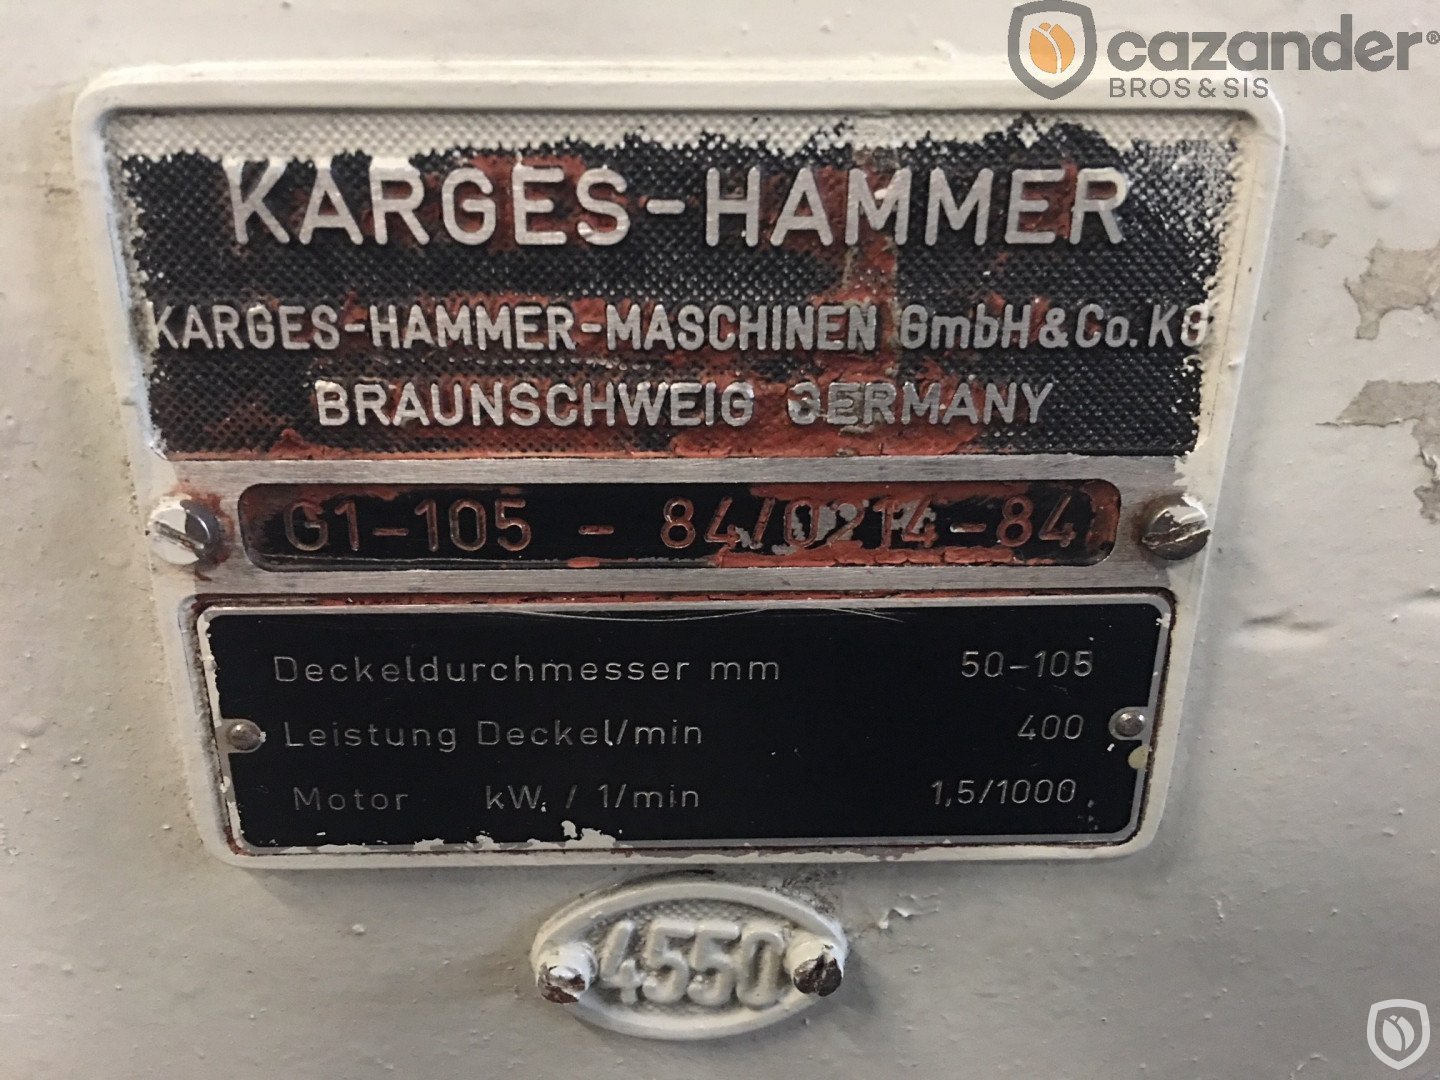 cazander®
BROS & SIS
KARGES-HAMMER
KARGES-HAMMER-MASCHINEN GmbH & Co. KG
BRAUNSCHWEIG GERMANY
G1-105 - 84/0214-84
Deckeldurchmesser mm 50-105
Leistung Deckel/min 400
Motor kW / 1/min 1,5/1000
4550